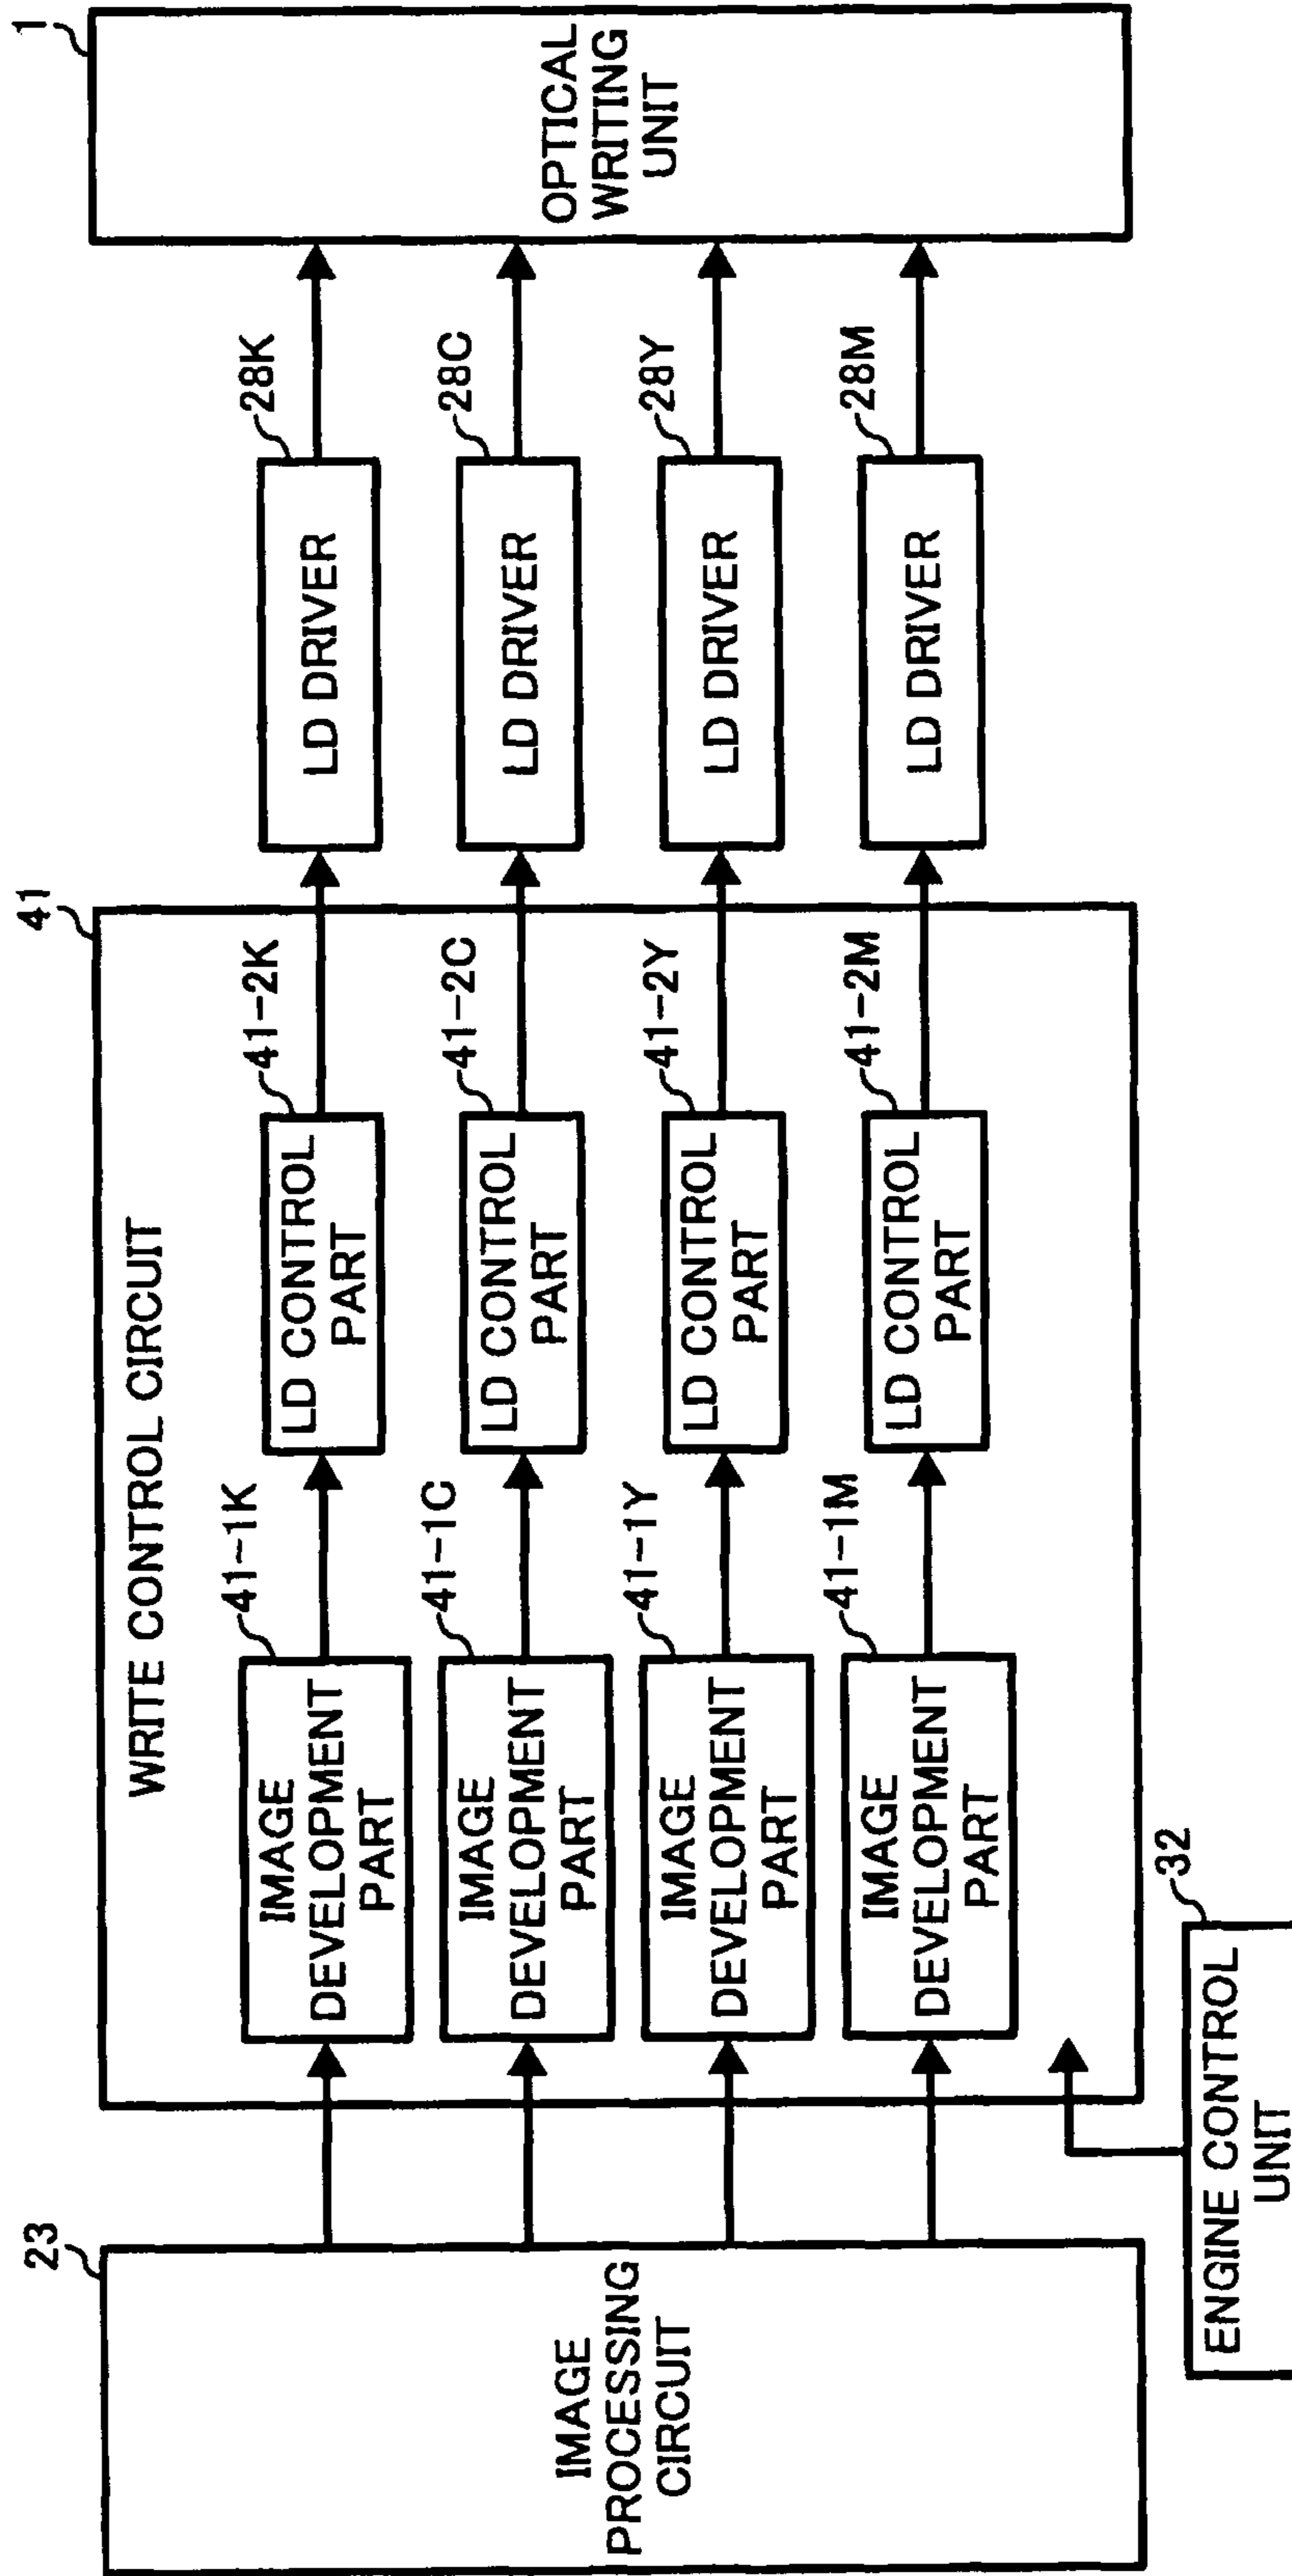 23
IMAGE
PROCESSING
CIRCUIT
41
WRITE CONTROL CIRCUIT
41-1K
IMAGE
DEVELOPMENT
PART
41-2K
LD CONTROL
PART
28K
LD DRIVER
41-1C
IMAGE
DEVELOPMENT
PART
41-2C
LD CONTROL
PART
28C
LD DRIVER
41-1Y
IMAGE
DEVELOPMENT
PART
41-2Y
LD CONTROL
PART
28Y
LD DRIVER
41-1M
IMAGE
DEVELOPMENT
PART
41-2M
LD CONTROL
PART
28M
LD DRIVER
1
OPTICAL
WRITING
UNIT
32
ENGINE CONTROL
UNIT